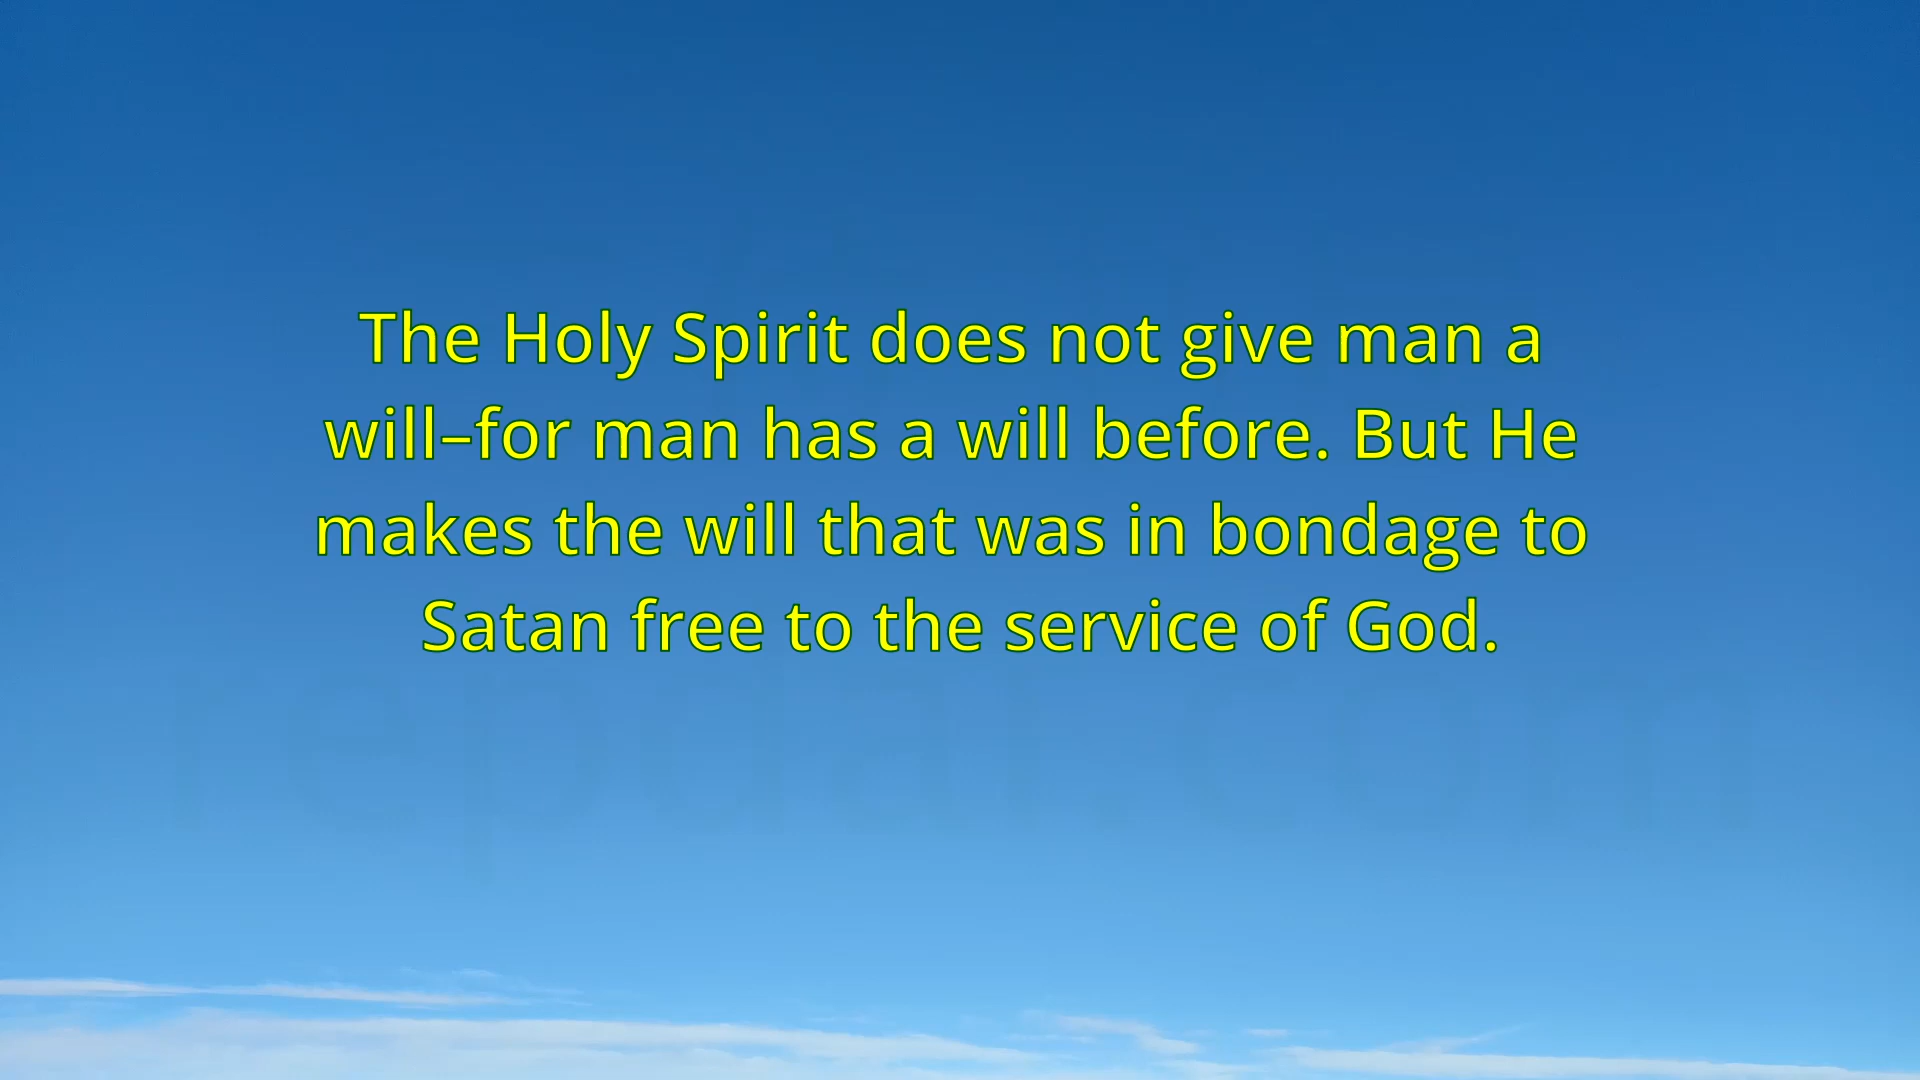 The Holy Spirit does not give man a
will–for man has a will before. But He
makes the will that was in bondage to
Satan free to the service of God.